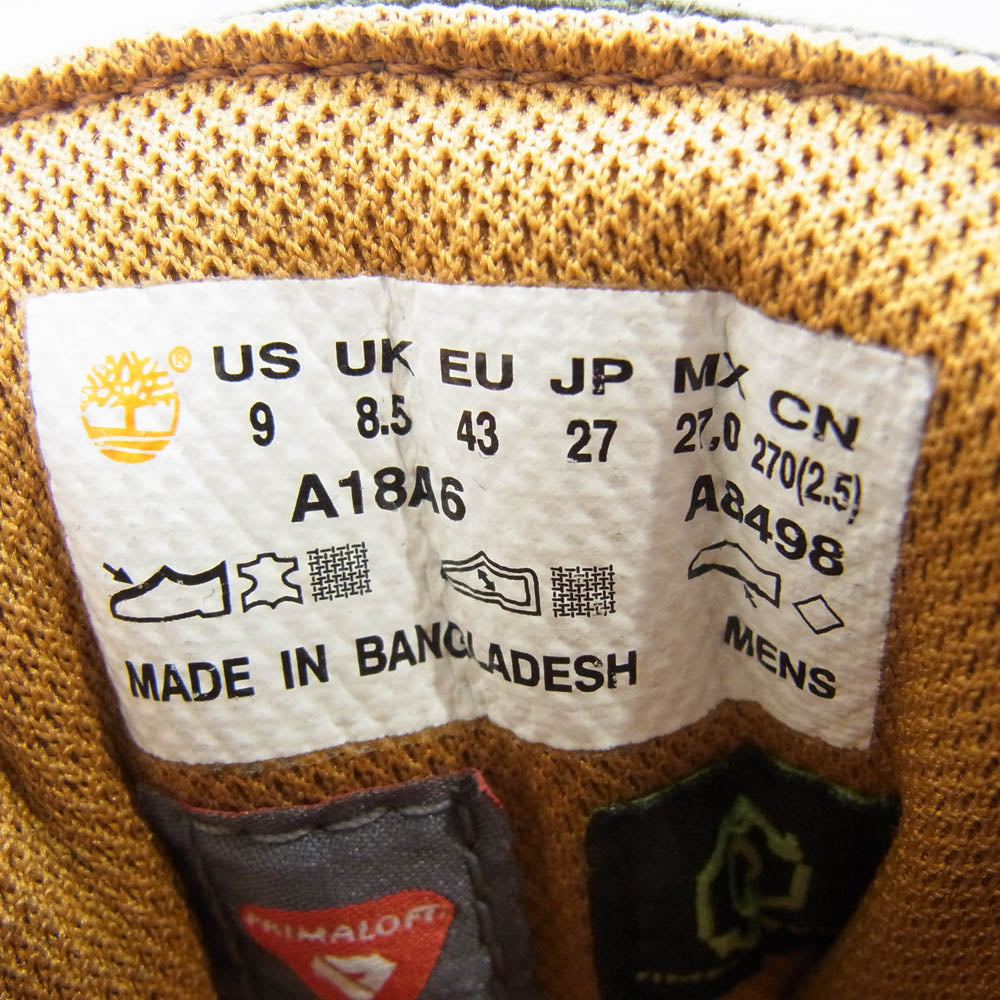 ® US UK EU JP MX CN
9 8.5 43 27 27,0 270(2.5)
A18A6 A8498
MADE IN BANGLADESH MENS
PRIMALOFT